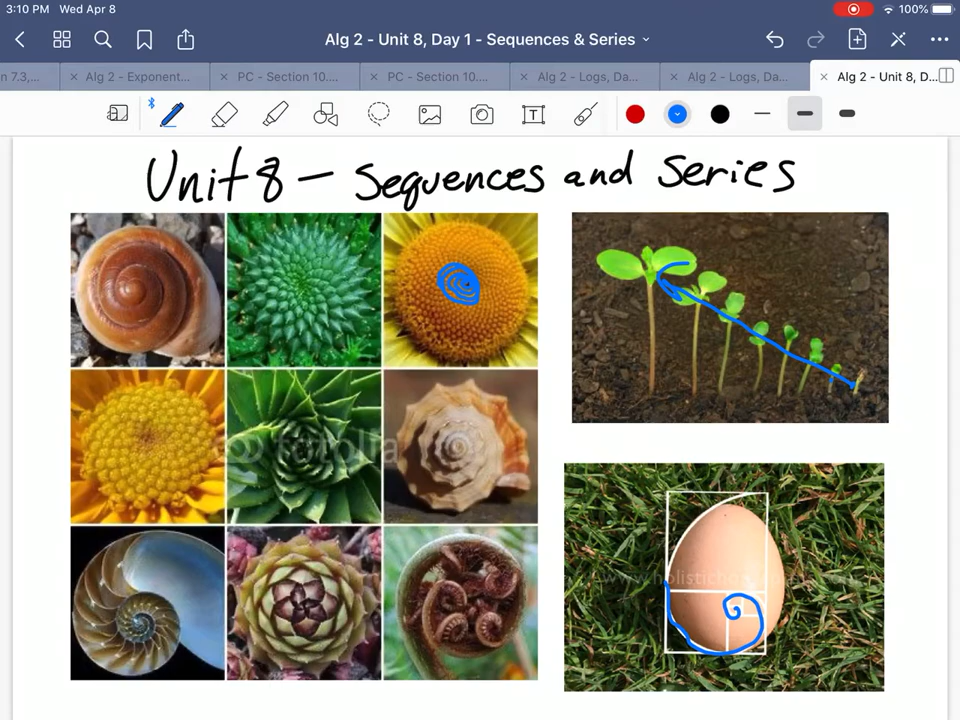 3:10 PM Wed Apr 8 100%
Alg 2 - Unit 8, Day 1 - Sequences & Series
n 7.3,... Alg 2 - Exponent... PC - Section 10.... PC - Section 10.... Alg 2 - Logs, Da... Alg 2 - Logs, Da... Alg 2 - Unit 8, D...
T
Unit 8 - Sequences and Series
fotolia